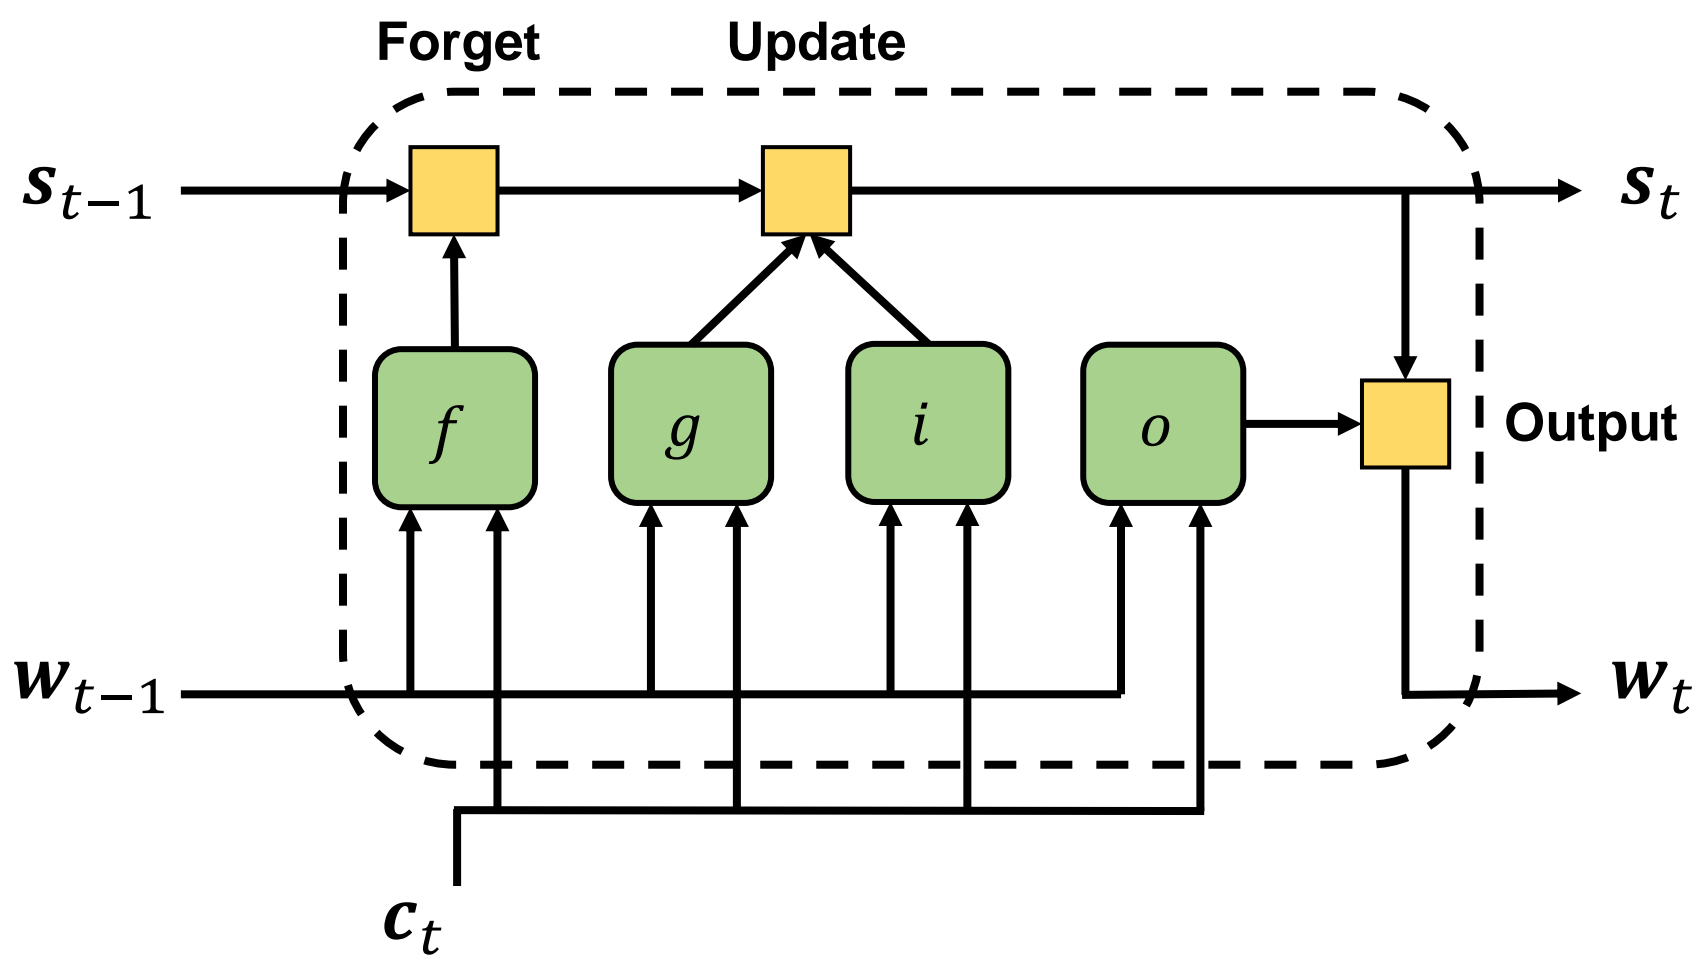 Forget Update
s_{t-1} s_t
f g i o Output
w_{t-1} w_t
c_t